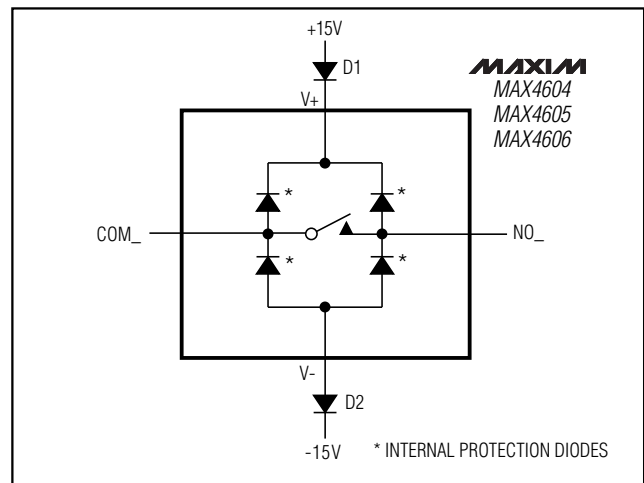 +15V
D1
MAXIM
V+
MAX4604
MAX4605
MAX4606
*
*
COM_
NO_
*
*
V-
D2
-15V
* INTERNAL PROTECTION DIODES